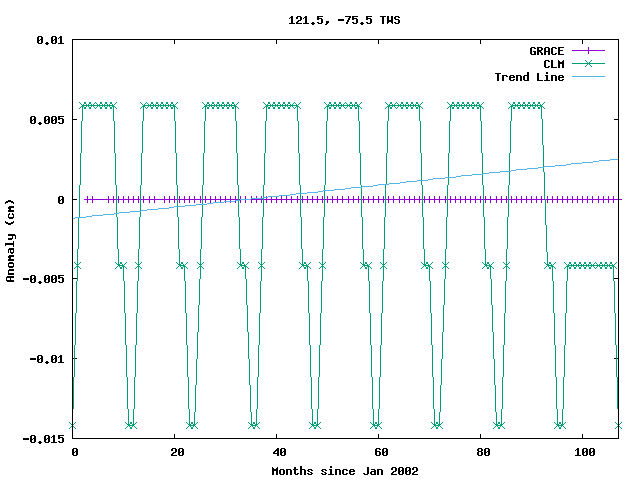 121.5, -75.5 TWS
0.01
0.005
0
-0.005
-0.01
-0.015
Anomaly (cm)
GRACE
CLM
Trend Line
0 20 40 60 80 100
Months since Jan 2002